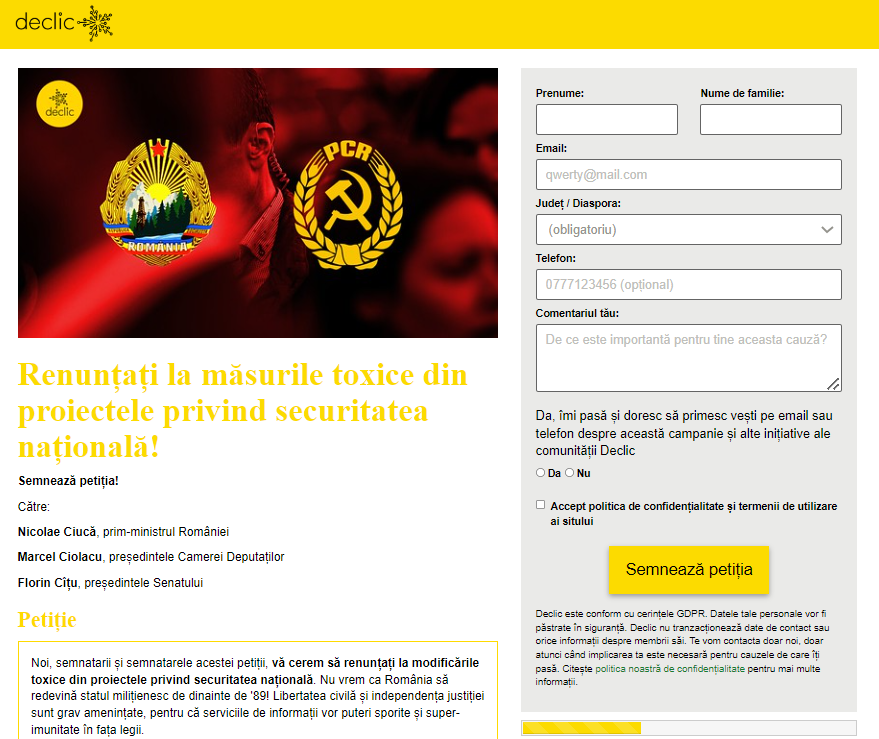 declic
declic
ROMANIA
PCR
Renunțați la măsurile toxice din
proiectele privind securitatea
națională!
Semnează petiția!
Către:
Nicolae Ciucă, prim-ministrul României
Marcel Ciolacu, președintele Camerei Deputaților
Florin Cîțu, președintele Senatului
Petiție
Noi, semnatarii și semnatarele acestei petiții, vă cerem să renunțați la modificările
toxice din proiectele privind securitatea națională. Nu vrem ca România să
redevină statul milițienesc de dinainte de '89! Libertatea civilă și independența justiției
sunt grav amenințate, pentru că serviciile de informații vor puteri sporite și super-
imunitate în fața legii.
Prenume:
Nume de familie:
Email:
qwerty@mail.com
Județ / Diaspora:
(obligatoriu)
Telefon:
0777123456 (opțional)
Comentariul tău:
De ce este importantă pentru tine aceasta cauză?
Da, îmi pasă și doresc să primesc vești pe email sau
telefon despre această campanie și alte inițiative ale
comunității Declic
Da Nu
Accept politica de confidențialitate și termenii de utilizare
ai sitului
Semnează petiția
Declic este conform cu cerințele GDPR. Datele tale personale vor fi
păstrate în siguranță. Declic nu tranzacționează date de contact sau
orice informații despre membrii săi. Te vom contacta doar noi, doar
atunci când implicarea ta este necesară pentru cauzele de care îți
pasă. Citește politica noastră de confidențialitate pentru mai multe
informații.